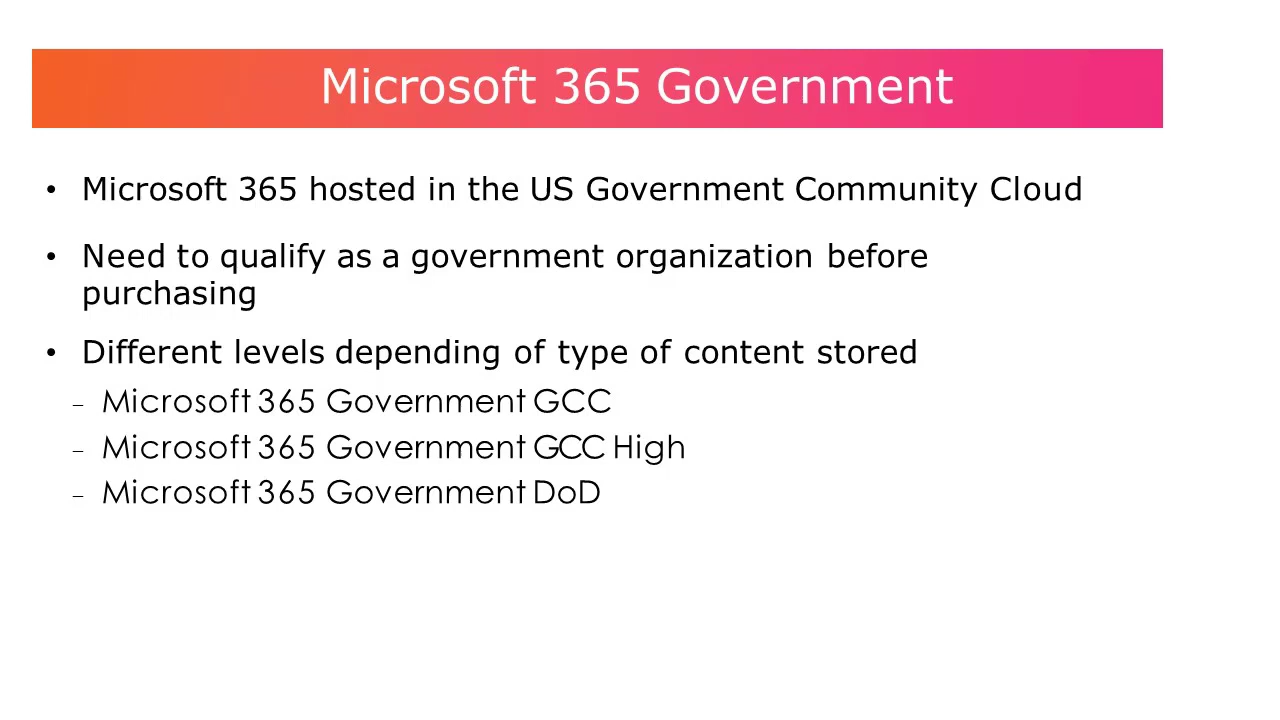 Microsoft 365 Government
• Microsoft 365 hosted in the US Government Community Cloud
• Need to qualify as a government organization before
purchasing
• Different levels depending of type of content stored
– Microsoft 365 Government GCC
– Microsoft 365 Government GCC High
– Microsoft 365 Government DoD